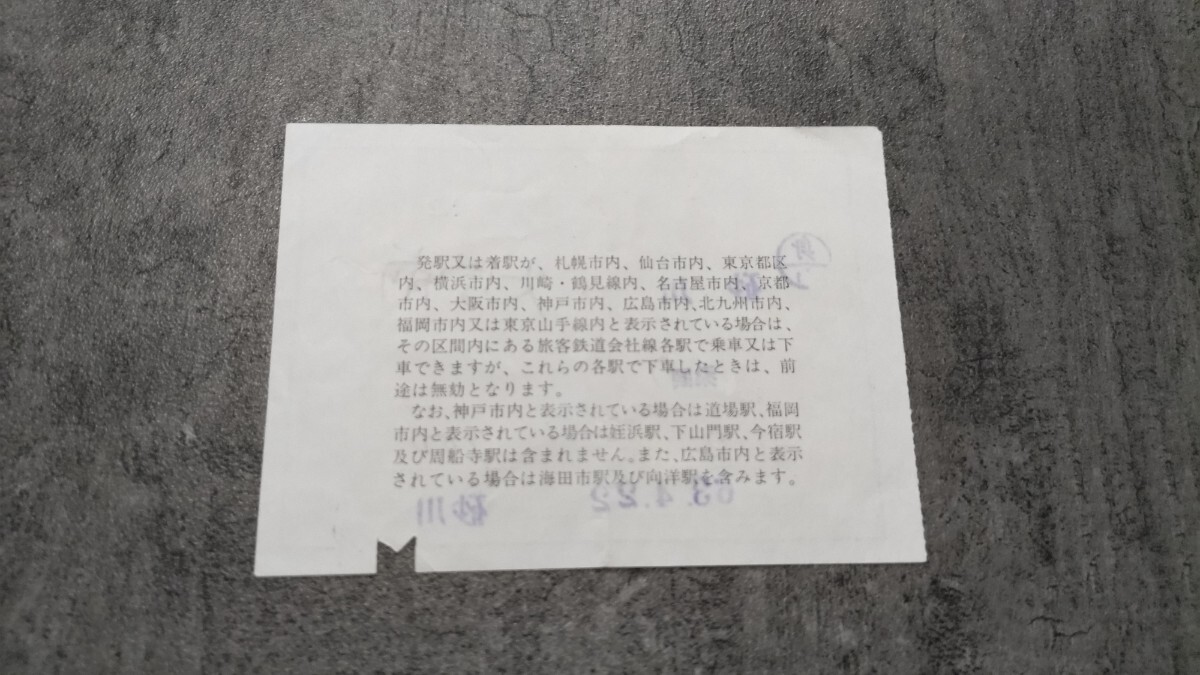 発駅又は着駅が、札幌市内、仙台市内、東京都区
内、横浜市内、川崎・鶴見線内、名古屋市内、京都
市内、大阪市内、神戸市内、広島市内、北九州市内、
福岡市内又は東京山手線内と表示されている場合は、
その区間内にある旅客鉄道会社線各駅で乗車又は下
車できますが、これらの各駅で下車したときは、前
途は無効となります。
なお、神戸市内と表示されている場合は道場駅、福岡
市内と表示されている場合は姪浜駅、下山門駅、今宿駅
及び周船寺駅は含まれません。また、広島市内と表示
されている場合は海田市駅及び向洋駅を含みます。
63.4.22
砂川